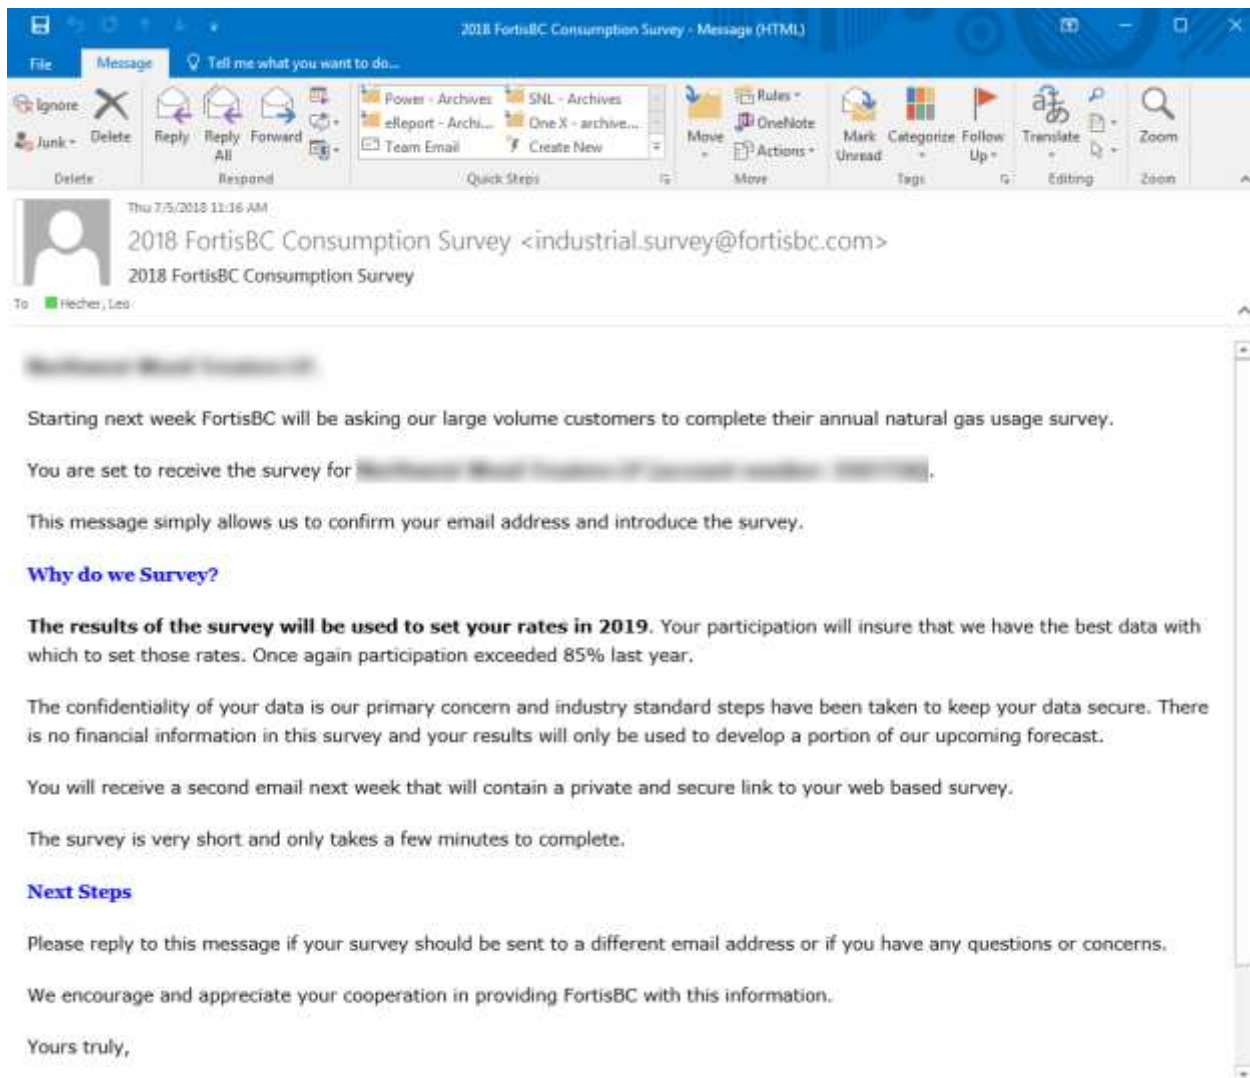 2018 FortisBC Consumption Survey - Message (HTML)
File Message Tell me what you want to do...
Ignore
Junk
Delete
Reply
Reply All
Forward
Power - Archives
SNL - Archives
eReport - Archi...
One X - archive...
Team Email
Create New
Move
Rules
OneNote
Actions
Mark Unread
Categorize
Follow Up
Translate
Zoom
Delete Respond Quick Steps Move Tags Editing Zoom
Thu 7/5/2018 11:16 AM
2018 FortisBC Consumption Survey <industrial.survey@fortisbc.com>
2018 FortisBC Consumption Survey
To Hecher, Leo
Starting next week FortisBC will be asking our large volume customers to complete their annual natural gas usage survey.
You are set to receive the survey for
This message simply allows us to confirm your email address and introduce the survey.
Why do we Survey?
The results of the survey will be used to set your rates in 2019. Your participation will insure that we have the best data with
which to set those rates. Once again participation exceeded 85% last year.
The confidentiality of your data is our primary concern and industry standard steps have been taken to keep your data secure. There
is no financial information in this survey and your results will only be used to develop a portion of our upcoming forecast.
You will receive a second email next week that will contain a private and secure link to your web based survey.
The survey is very short and only takes a few minutes to complete.
Next Steps
Please reply to this message if your survey should be sent to a different email address or if you have any questions or concerns.
We encourage and appreciate your cooperation in providing FortisBC with this information.
Yours truly,